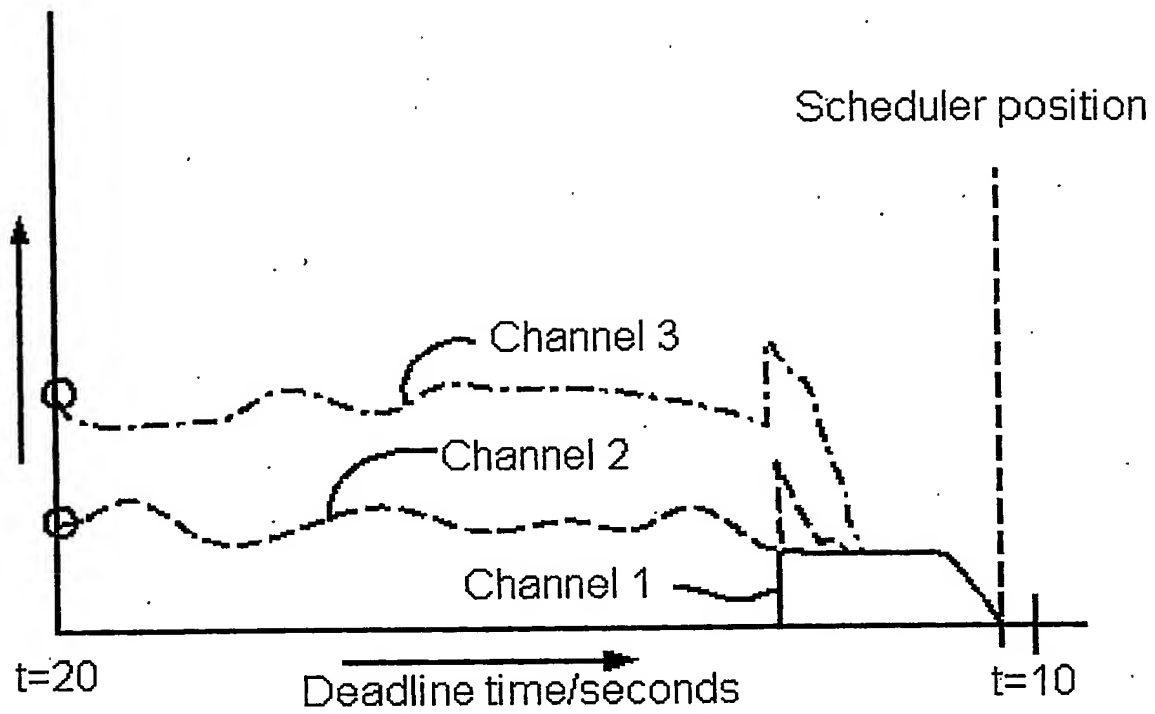 Scheduler position
Channel 3
Channel 2
Channel 1
t=20
Deadline time/seconds
t=10